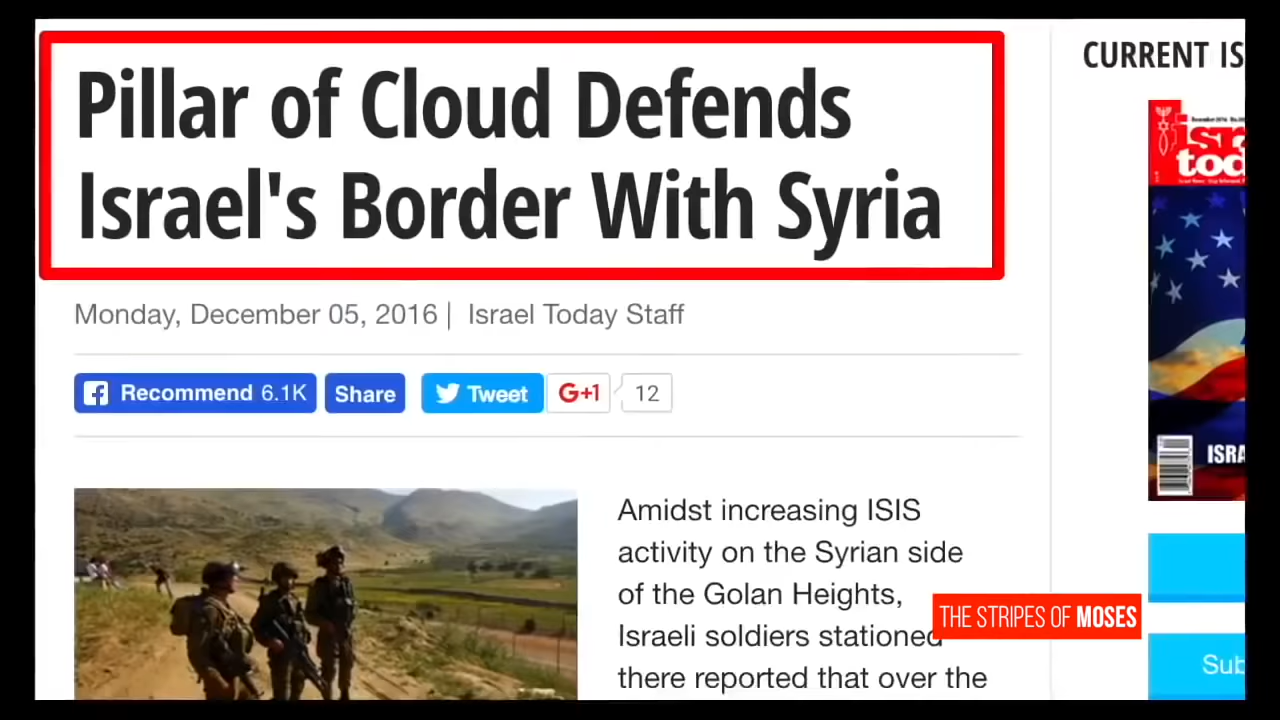 Pillar of Cloud Defends
Israel's Border With Syria
Monday, December 05, 2016 | Israel Today Staff
Recommend 6.1K
Share
Tweet
G+1
12
Amidst increasing ISIS
activity on the Syrian side
of the Golan Heights,
Israeli soldiers stationed
there reported that over the
THE STRIPES OF MOSES
CURRENT IS
isr
tod
ISRA
Sub